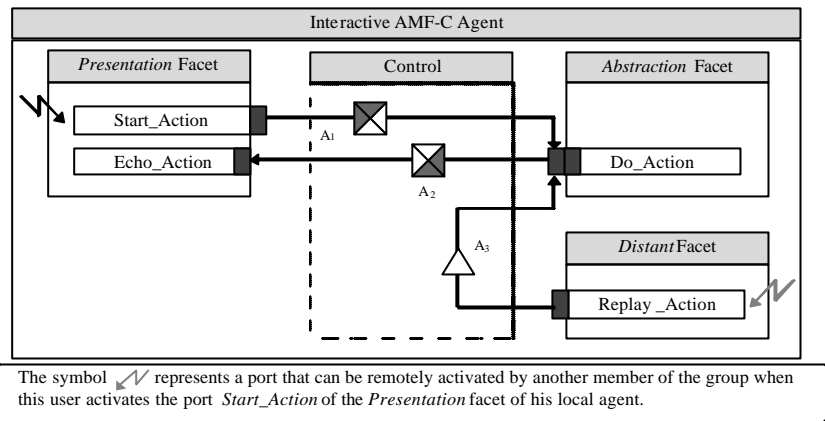 Interactive AMF-C Agent
Presentation Facet
Control
Abstraction Facet
Start_Action
A1
Echo_Action
Do_Action
A2
A3
Distant Facet
Replay _Action
The symbol represents a port that can be remotely activated by another member of the group when
this user activates the port Start_Action of the Presentation facet of his local agent.